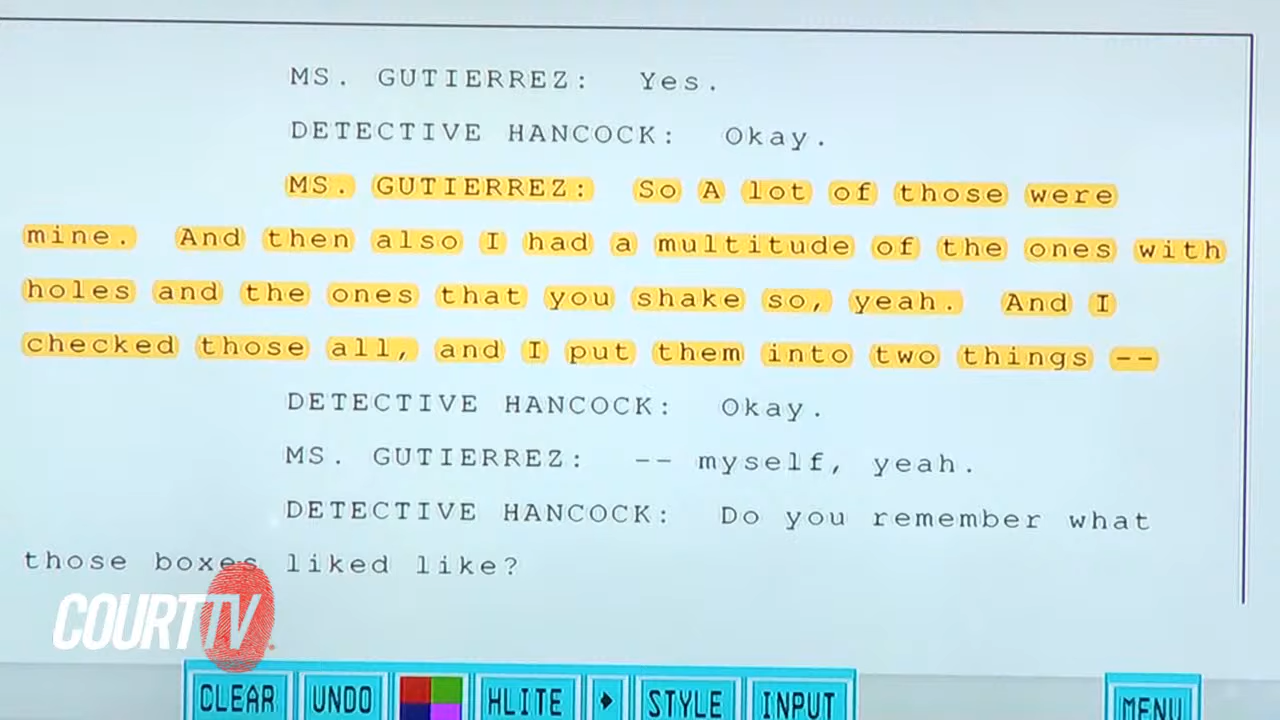 MS. GUTIERREZ: Yes.
DETECTIVE HANCOCK: Okay.
MS. GUTIERREZ: So A lot of those were
mine. And then also I had a multitude of the ones with
holes and the ones that you shake so, yeah. And I
checked those all, and I put them into two things --
DETECTIVE HANCOCK: Okay.
MS. GUTIERREZ: -- myself, yeah.
DETECTIVE HANCOCK: Do you remember what
those boxes liked like?
COURT TV
CLEAR UNDO HLITE STYLE INPUT MENU